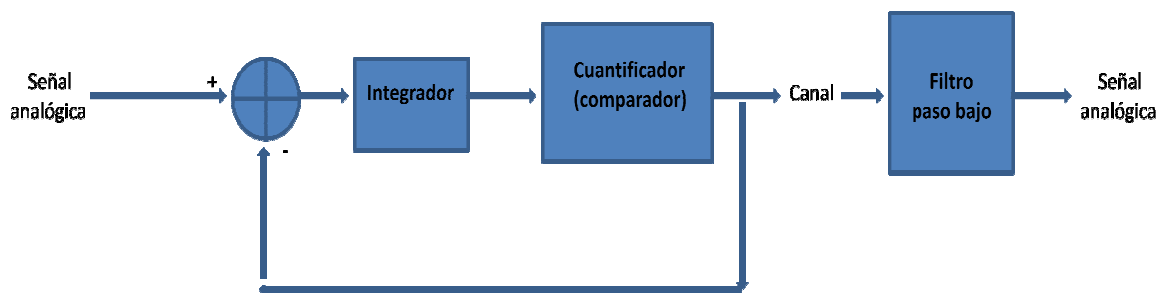 Señal
analógica
+
-
Integrador
Cuantificador
(comparador)
Canal
Filtro
paso bajo
Señal
analógica